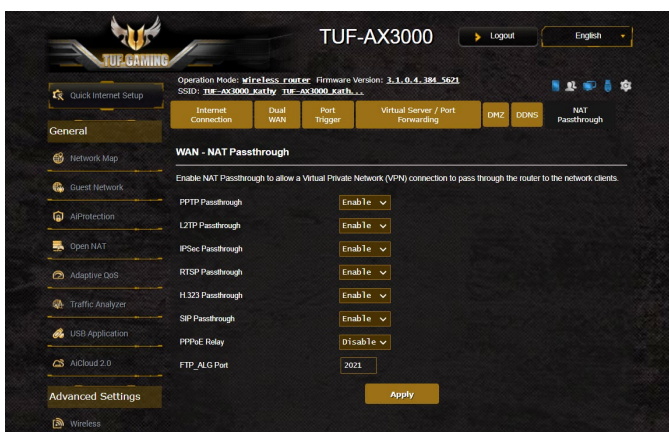 TUF-AX3000
Logout
English
TUF GAMING
Operation Mode: Wireless router Firmware Version: 3.1.0.4.384_5621
SSID: TUF-AX3000_Kathy TUF-AX3000_Kath...
Quick Internet Setup
Internet Connection
Dual WAN
Port Trigger
Virtual Server / Port Forwarding
DMZ
DDNS
NAT Passthrough
General
Network Map
Guest Network
AiProtection
Open NAT
Adaptive QoS
Traffic Analyzer
USB Application
AiCloud 2.0
Advanced Settings
Wireless
WAN - NAT Passthrough
Enable NAT Passthrough to allow a Virtual Private Network (VPN) connection to pass through the router to the network clients.
PPTP Passthrough Enable
L2TP Passthrough Enable
IPSec Passthrough Enable
RTSP Passthrough Enable
H.323 Passthrough Enable
SIP Passthrough Enable
PPPoE Relay Disable
FTP_ALG Port 2021
Apply